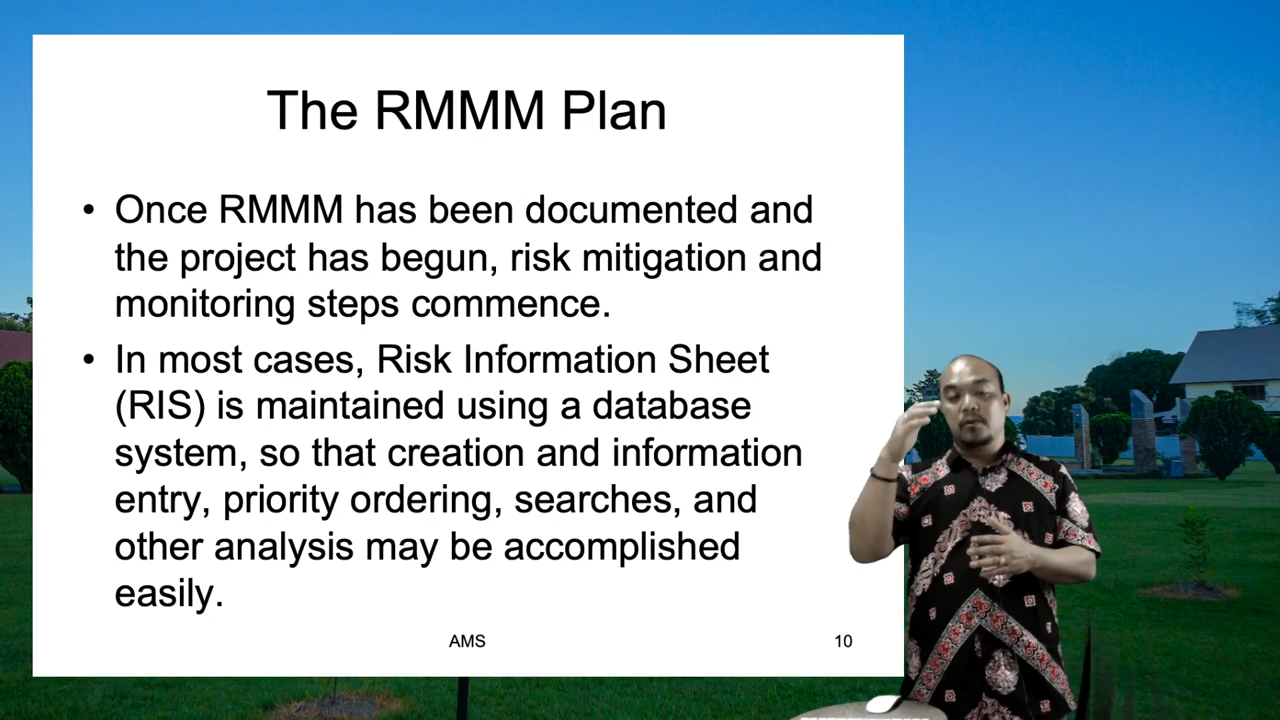 The RMMM Plan
• Once RMMM has been documented and
the project has begun, risk mitigation and
monitoring steps commence.
• In most cases, Risk Information Sheet
(RIS) is maintained using a database
system, so that creation and information
entry, priority ordering, searches, and
other analysis may be accomplished
easily.
AMS
10